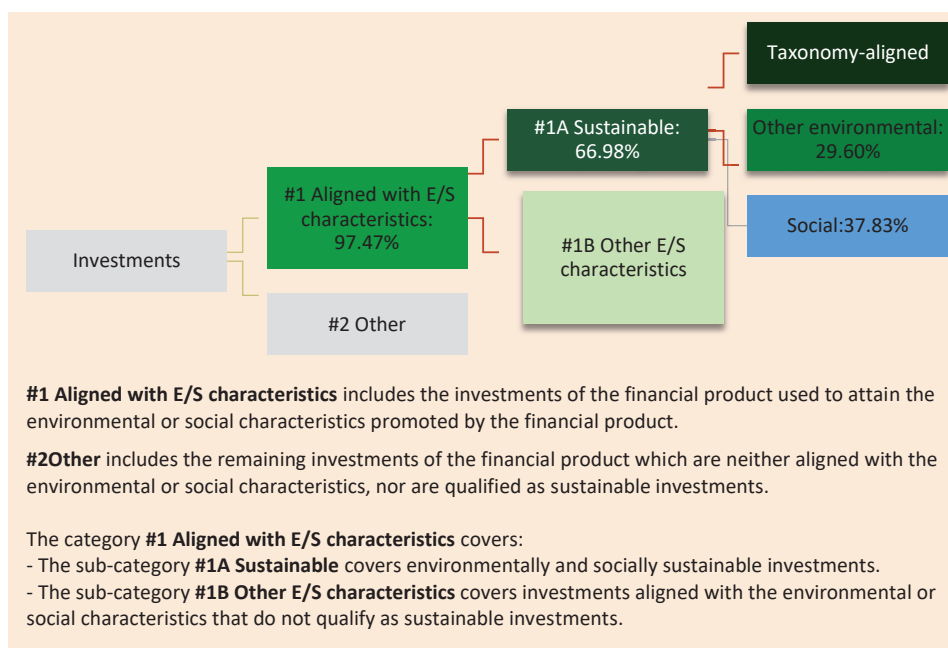 Taxonomy-aligned
#1A Sustainable:
66.98%
Other environmental:
29.60%
#1 Aligned with E/S
characteristics:
97.47%
Social:37.83%
#1B Other E/S
characteristics
Investments
#2 Other
#1 Aligned with E/S characteristics includes the investments of the financial product used to attain the
environmental or social characteristics promoted by the financial product.
#2Other includes the remaining investments of the financial product which are neither aligned with the
environmental or social characteristics, nor are qualified as sustainable investments.
The category #1 Aligned with E/S characteristics covers:
- The sub-category #1A Sustainable covers environmentally and socially sustainable investments.
- The sub-category #1B Other E/S characteristics covers investments aligned with the environmental or
social characteristics that do not qualify as sustainable investments.